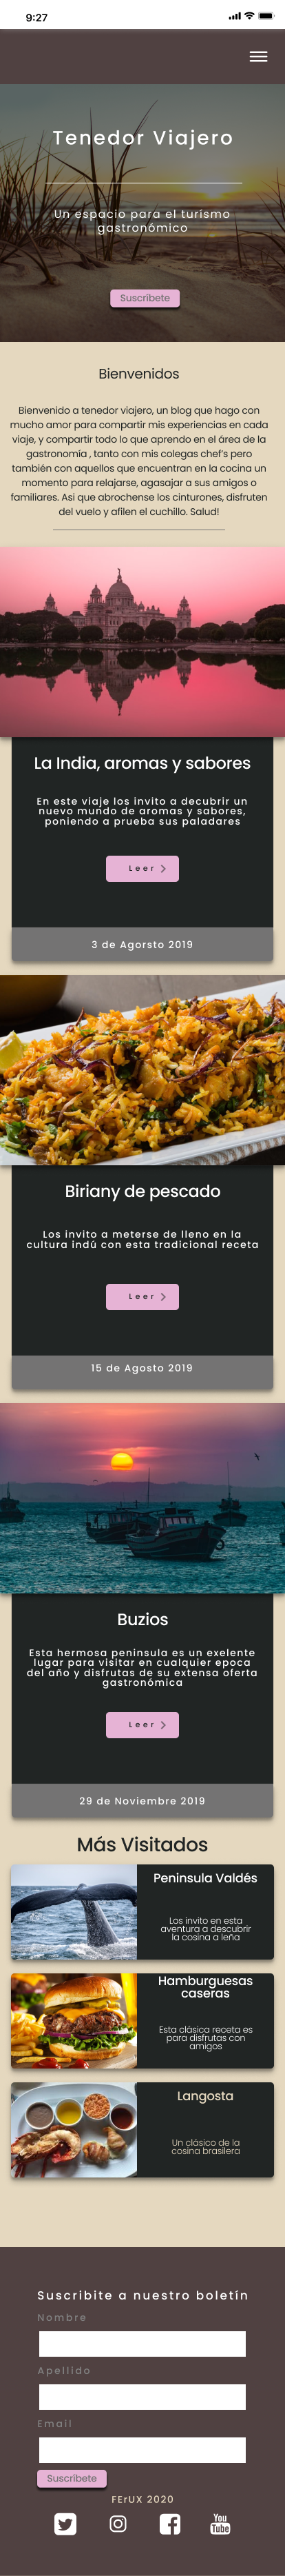 9:27
Tenedor Viajero
Un espacio para el turísmo
gastronómico
Suscribete
Bienvenidos
Bienvenido a tenedor viajero, un blog que hago con
mucho amor para compartir mis experiencias en cada
viaje, y compartir todo lo que aprendo en el área de la
gastronomía , tanto con mis colegas chef's pero
también con aquellos que encuentran en la cocina un
momento para relajarse, agasajar a sus amigos o
familiares. Asi que abrochense los cinturones, disfruten
del vuelo y afilen el cuchillo. Salud!
La India, aromas y sabores
En este viaje los invito a decubrir un
nuevo mundo de aromas y sabores,
poniendo a prueba sus paladares
Leer
3 de Agorsto 2019
Biriany de pescado
Los invito a meterse de lleno en la
cultura indú con esta tradicional receta
Leer
15 de Agosto 2019
Buzios
Esta hermosa peninsula es un exelente
lugar para visitar en cualquier epoca
del año y disfrutas de su extensa oferta
gastronómica
Leer
29 de Noviembre 2019
Más Visitados
Peninsula Valdés
Los invito en esta
aventura a descubrir
la cosina a leña
Hamburguesas
caseras
Esta clásica receta es
para disfrutas con
amigos
Langosta
Un clásico de la
cosina brasilera
Suscribite a nuestro boletín
Nombre
Apellido
Email
Suscribete
FErUX 2020
You
Tube